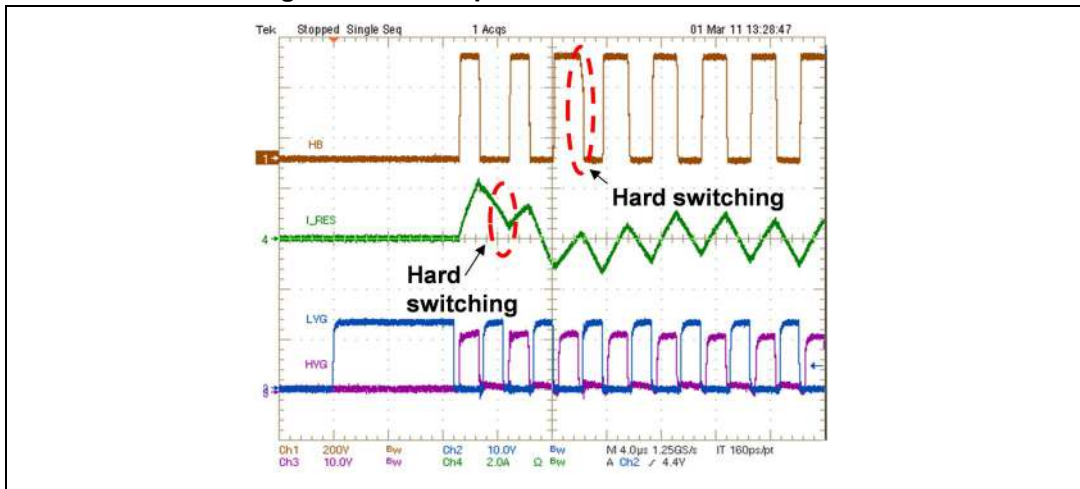 Tek Stopped Single Seq 1 Acqs 01 Mar 11 13:28:47
HB
1
Hard switching
I_RES
4
Hard
switching
LVG
HVG
Ch1 200V Bw Ch2 10.0V Bw M 4.0µs 1.25GS/s IT 160ps/pt
Ch3 10.0V Bw Ch4 2.0A Ω Bw A Ch2 / 4.4V